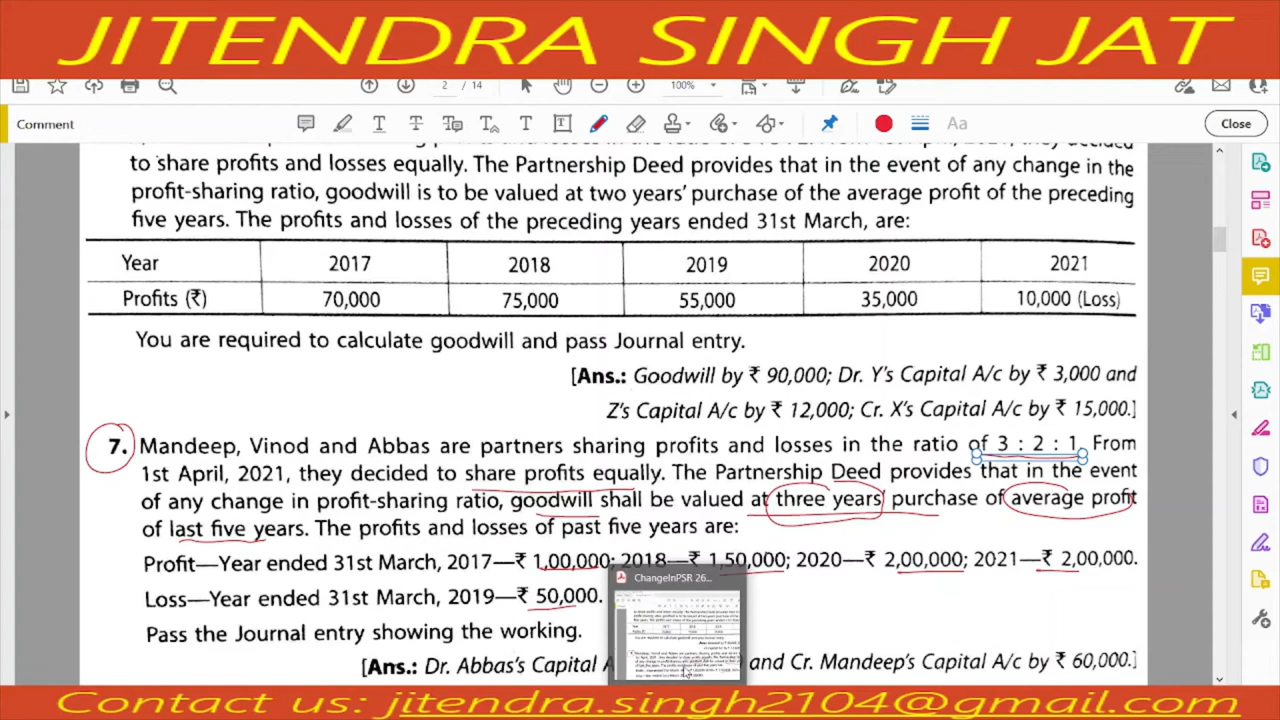 JITENDRA SINGH JAT
2 / 14
100%
Comment
Close
to share profits and losses equally. The Partnership Deed provides that in the event of any change in the
profit-sharing ratio, goodwill is to be valued at two years' purchase of the average profit of the preceding
five years. The profits and losses of the preceding years ended 31st March, are:
Year 2017 2018 2019 2020 2021
Profits (₹) 70,000 75,000 55,000 35,000 10,000 (Loss)
You are required to calculate goodwill and pass Journal entry.
[Ans.: Goodwill by ₹ 90,000; Dr. Y's Capital A/c by ₹ 3,000 and
Z's Capital A/c by ₹ 12,000; Cr. X's Capital A/c by ₹ 15,000.]
7. Mandeep, Vinod and Abbas are partners sharing profits and losses in the ratio of 3 : 2 : 1. From
1st April, 2021, they decided to share profits equally. The Partnership Deed provides that in the event
of any change in profit-sharing ratio, goodwill shall be valued at three years' purchase of average profit
of last five years. The profits and losses of past five years are:
Profit—Year ended 31st March, 2017—₹ 1,00,000; 2018—₹ 1,50,000; 2020—₹ 2,00,000; 2021—₹ 2,00,000.
Loss—Year ended 31st March, 2019—₹ 50,000.
ChangeInPSR 26...
Pass the Journal entry showing the working.
[Ans.: Dr. Abbas's Capital A and Cr. Mandeep's Capital A/c by ₹ 60,000.]
Contact us: jitendra.singh2104@gmail.com